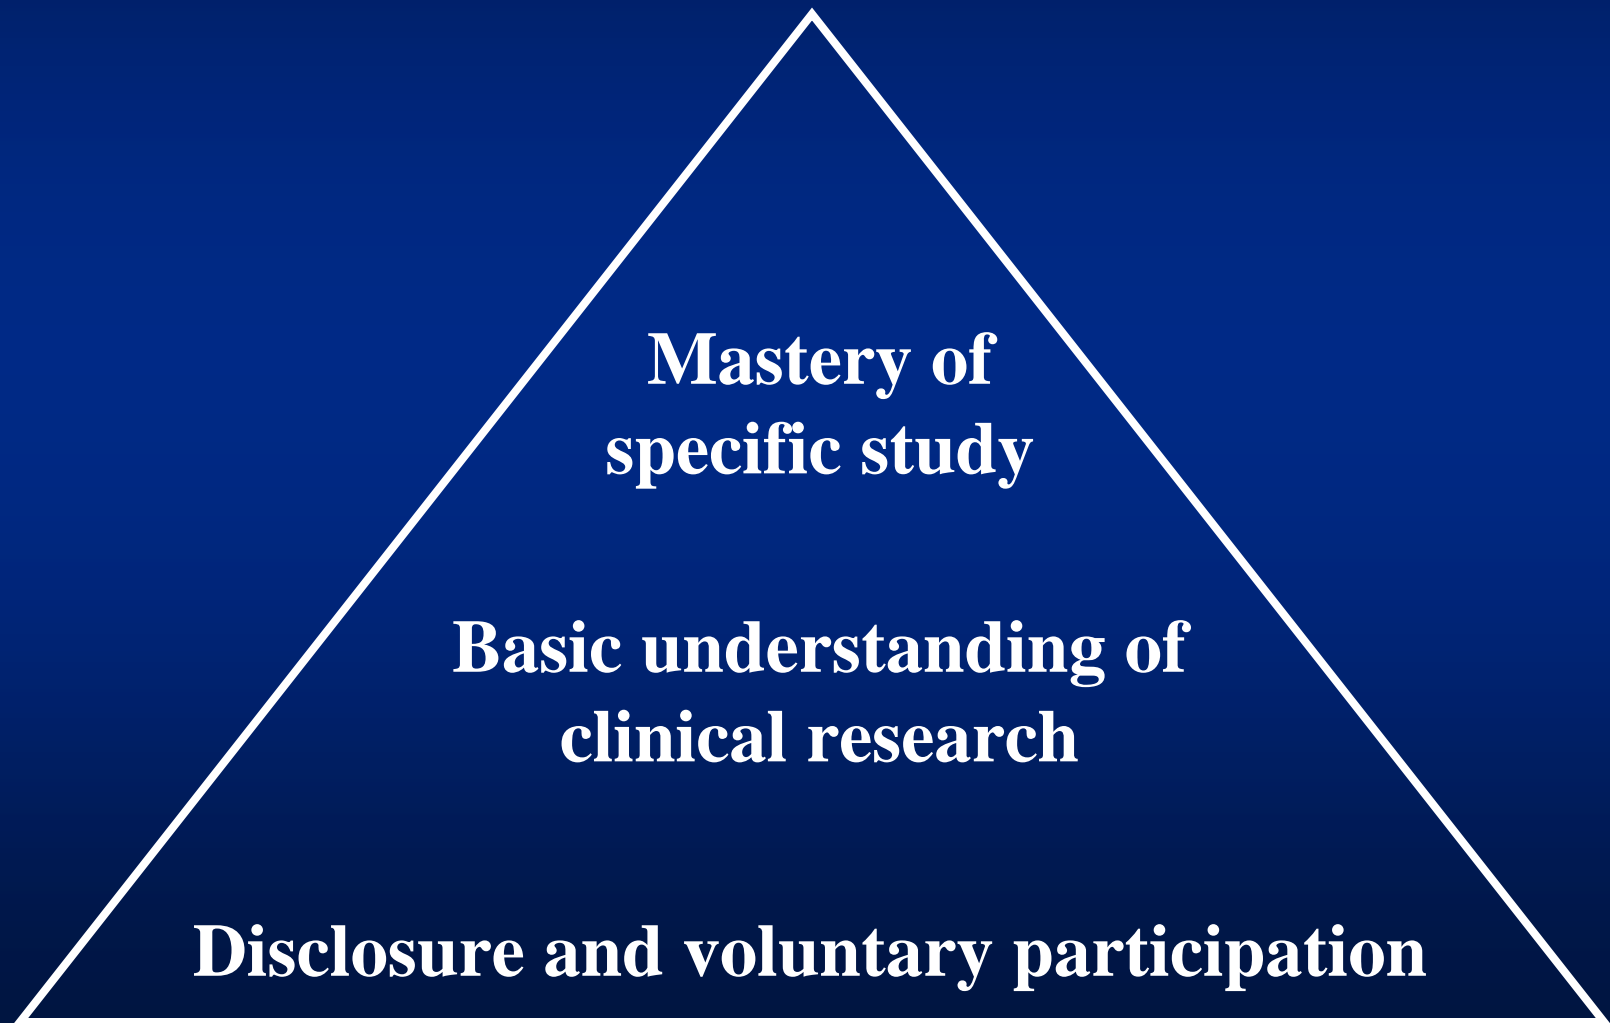 Mastery of
specific study
Basic understanding of
clinical research
Disclosure and voluntary participation